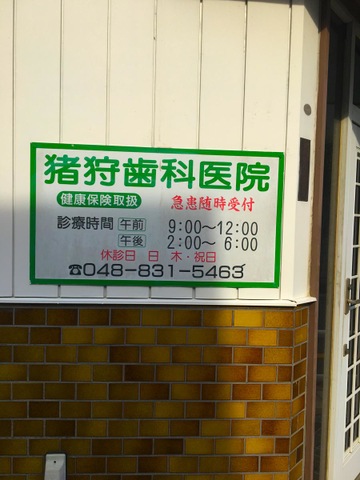 猪狩歯科医院
健康保険取扱 急患随時受付
診療時間 午前 9:00〜12:00
午後 2:00〜6:00
休診日 日 木・祝日
☎048-831-5463